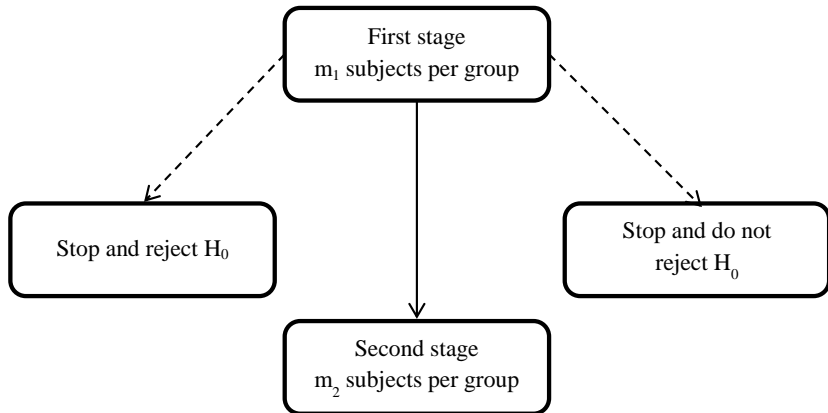 First stage
m₁ subjects per group
Stop and reject H₀
Stop and do not
reject H₀
Second stage
m₂ subjects per group